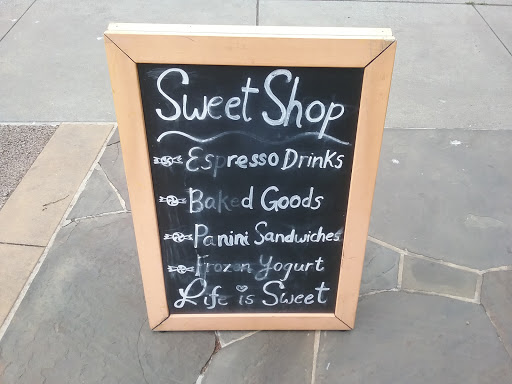 Sweet Shop
Espresso Drinks
Baked Goods
Panini Sandwiches
Frozen Yogurt
Life is Sweet